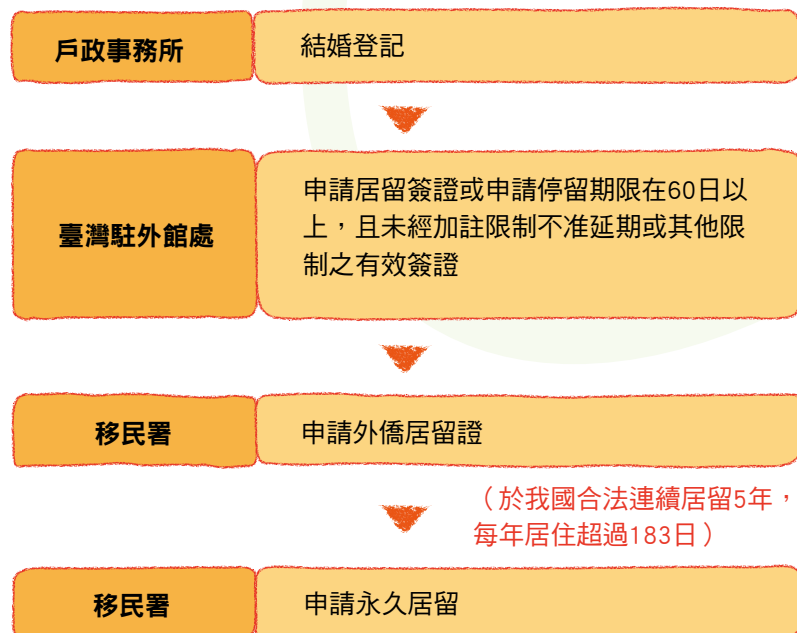 戶政事務所
結婚登記
臺灣駐外館處
申請居留簽證或申請停留期限在60日以
上，且未經加註限制不准延期或其他限
制之有效簽證
移民署
申請外僑居留證
（於我國合法連續居留5年，
每年居住超過183日）
移民署
申請永久居留